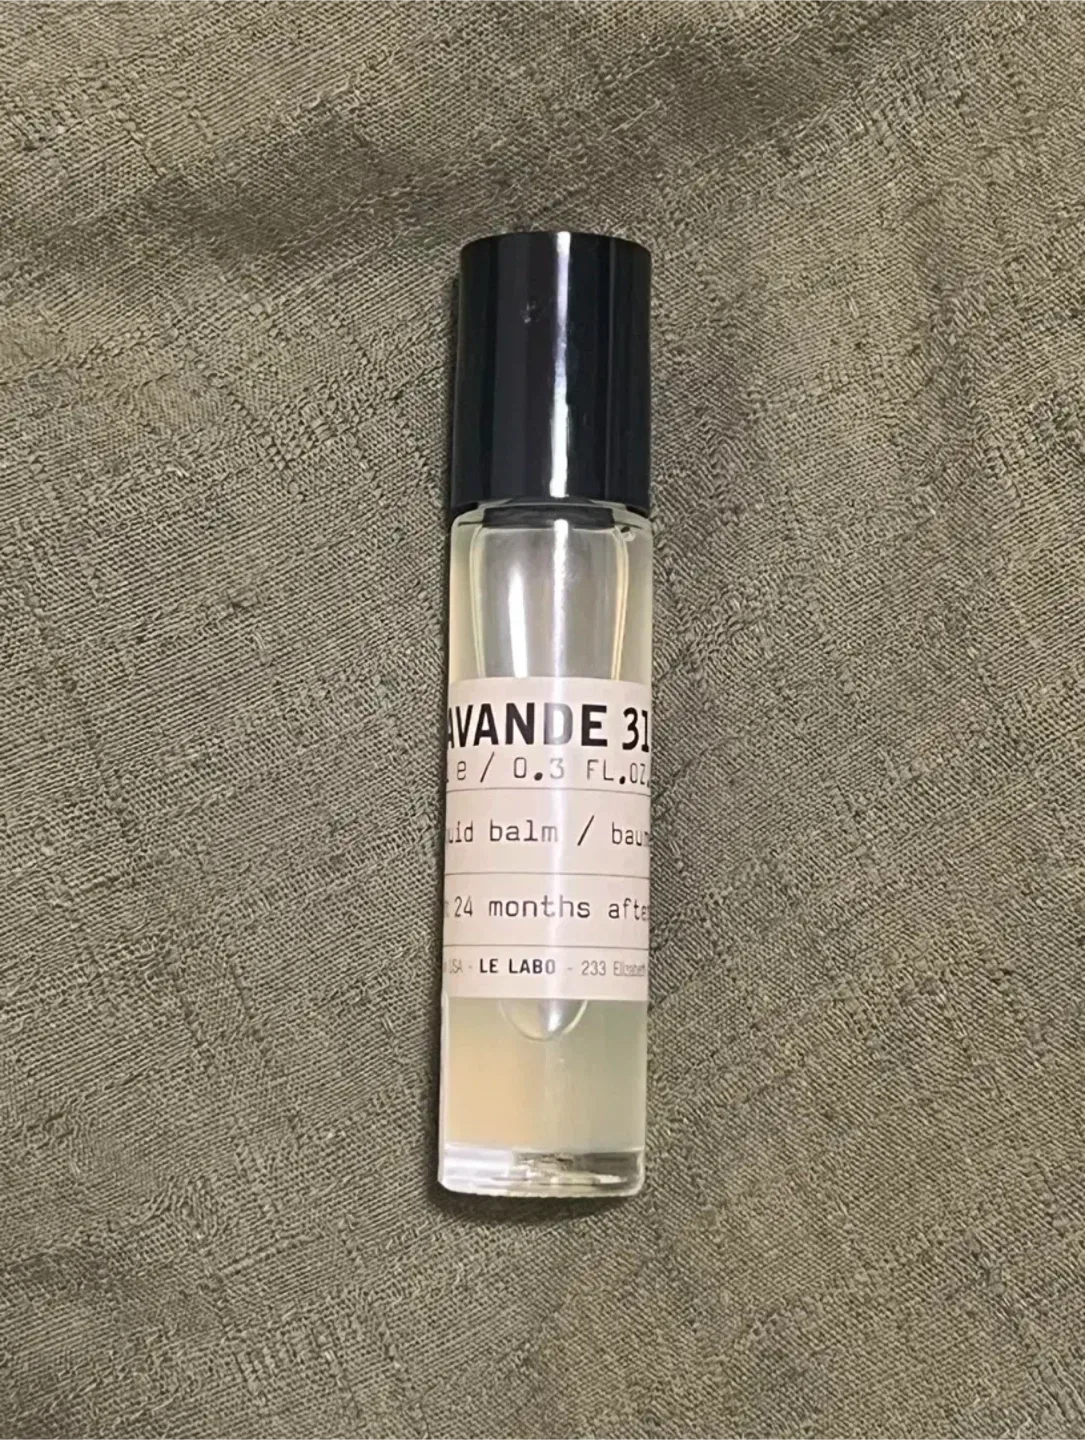 AVANDE 31
e / 0.3 FL.OZ.
uid balm / baum
24 months after
USA - LE LABO - 233 Elizabeth